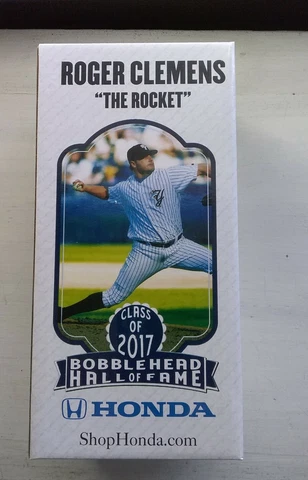 ROGER CLEMENS
"THE ROCKET"
Y
CLASS
OF
2017
BOBBLEHEAD
HALL OF FAME
HONDA
ShopHonda.com